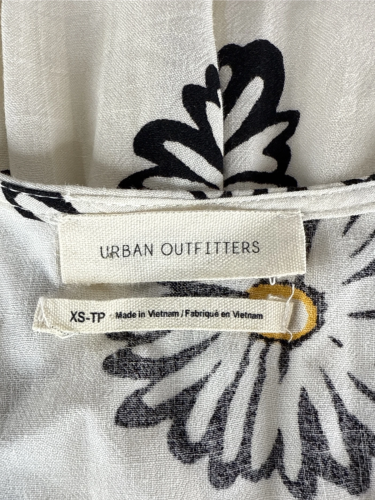 URBAN OUTFITTERS
XS-TP Made in Vietnam / Fabriqué en Vietnam